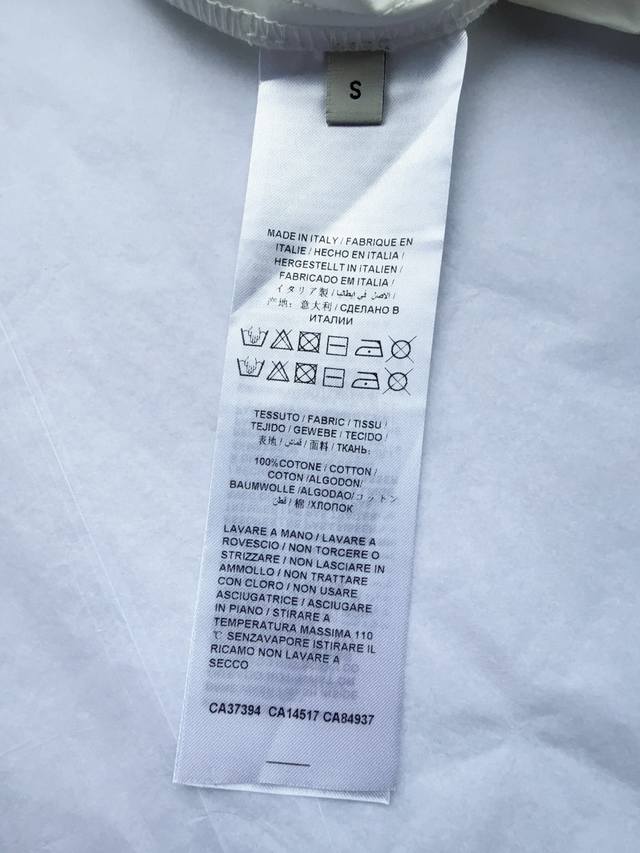 S
MADE IN ITALY / FABRIQUE EN
ITALIE / HECHO EN ITALIA /
HERGESTELLT IN ITALIEN /
FABRICADO EM ITALIA /
イタリア製 / الاصل في ايطاليا /
产地: 意大利 / СДЕЛАНО В
ИТАЛИИ
TESSUTO / FABRIC / TISSU /
TEJIDO / GEWEBE / TECIDO /
表地 / قماش / 面料 / ТКАНЬ:
100%COTONE / COTTON /
COTON /ALGODON/
BAUMWOLLE /ALGODAO/コットン
/ 棉 /ХЛОПОК / قطن
LAVARE A MANO / LAVARE A
ROVESCIO / NON TORCERE O
STRIZZARE / NON LASCIARE IN
AMMOLLO / NON TRATTARE
CON CLORO / NON USARE
ASCIUGATRICE / ASCIUGARE
IN PIANO / STIRARE A
TEMPERATURA MASSIMA 110
℃ SENZAVAPORE ISTIRARE IL
RICAMO NON LAVARE A
SECCO
CA37394 CA14517 CA84937